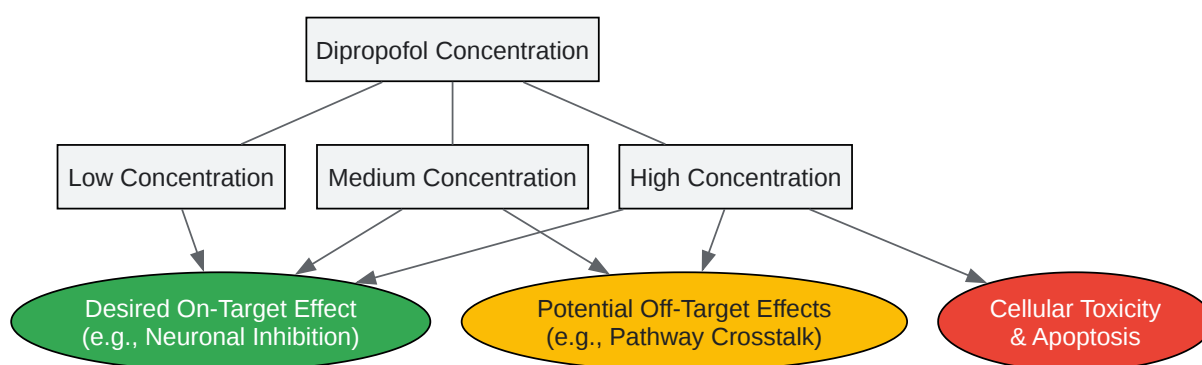 Dipropofol Concentration
Low Concentration
Medium Concentration
High Concentration
Desired On-Target Effect
(e.g., Neuronal Inhibition)
Potential Off-Target Effects
(e.g., Pathway Crosstalk)
Cellular Toxicity
& Apoptosis